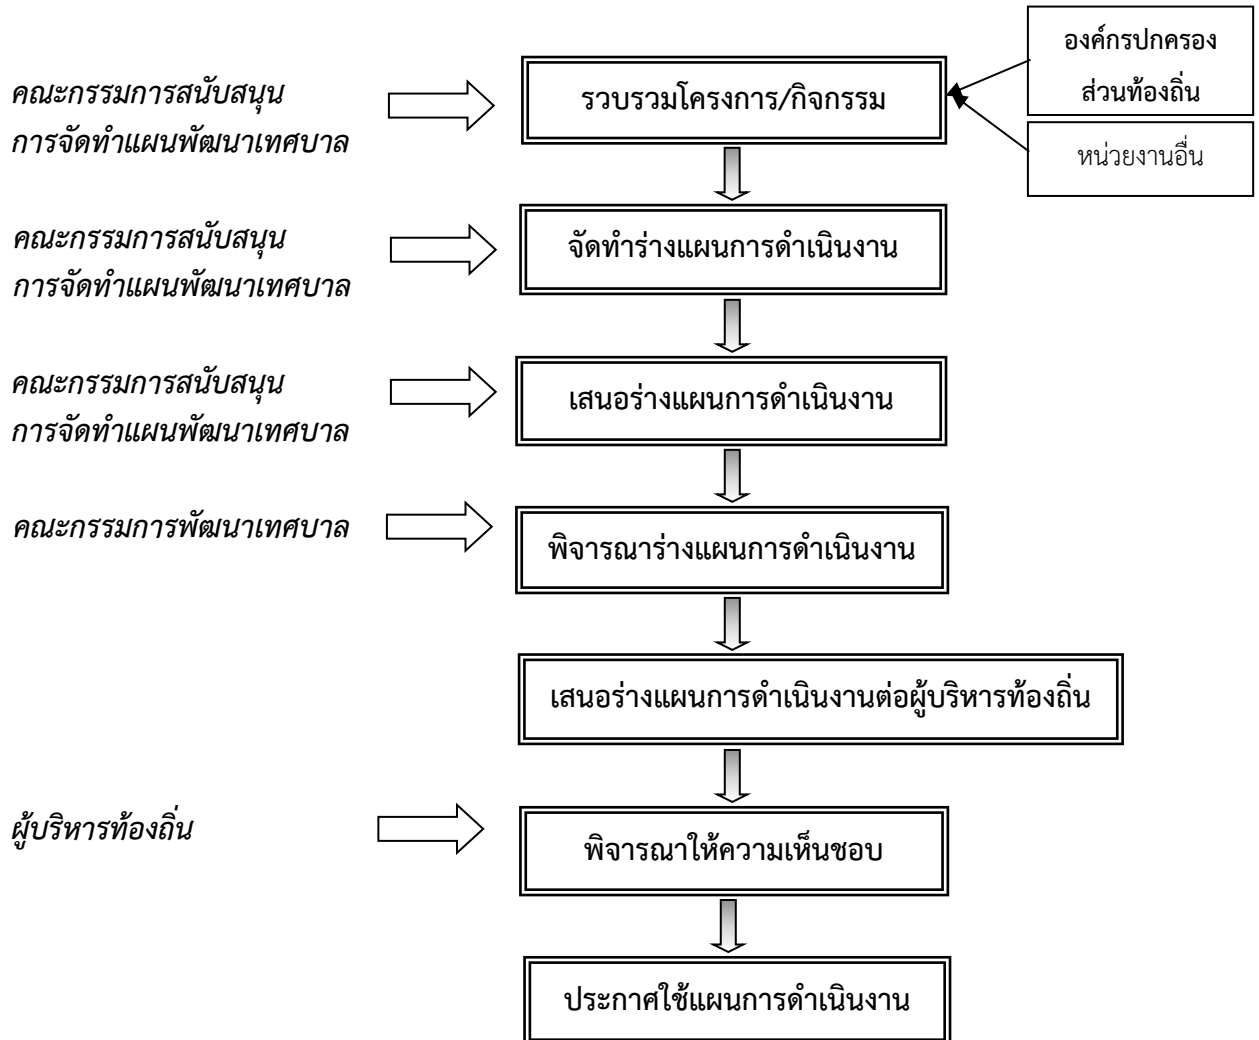 องค์กรปกครอง
ส่วนท้องถิ่น
หน่วยงานอื่น
คณะกรรมการสนับสนุน
การจัดทำแผนพัฒนาเทศบาล
รวบรวมโครงการ/กิจกรรม
คณะกรรมการสนับสนุน
การจัดทำแผนพัฒนาเทศบาล
จัดทำร่างแผนการดำเนินงาน
คณะกรรมการสนับสนุน
การจัดทำแผนพัฒนาเทศบาล
เสนอร่างแผนการดำเนินงาน
คณะกรรมการพัฒนาเทศบาล
พิจารณาร่างแผนการดำเนินงาน
เสนอร่างแผนการดำเนินงานต่อผู้บริหารท้องถิ่น
ผู้บริหารท้องถิ่น
พิจารณาให้ความเห็นชอบ
ประกาศใช้แผนการดำเนินงาน